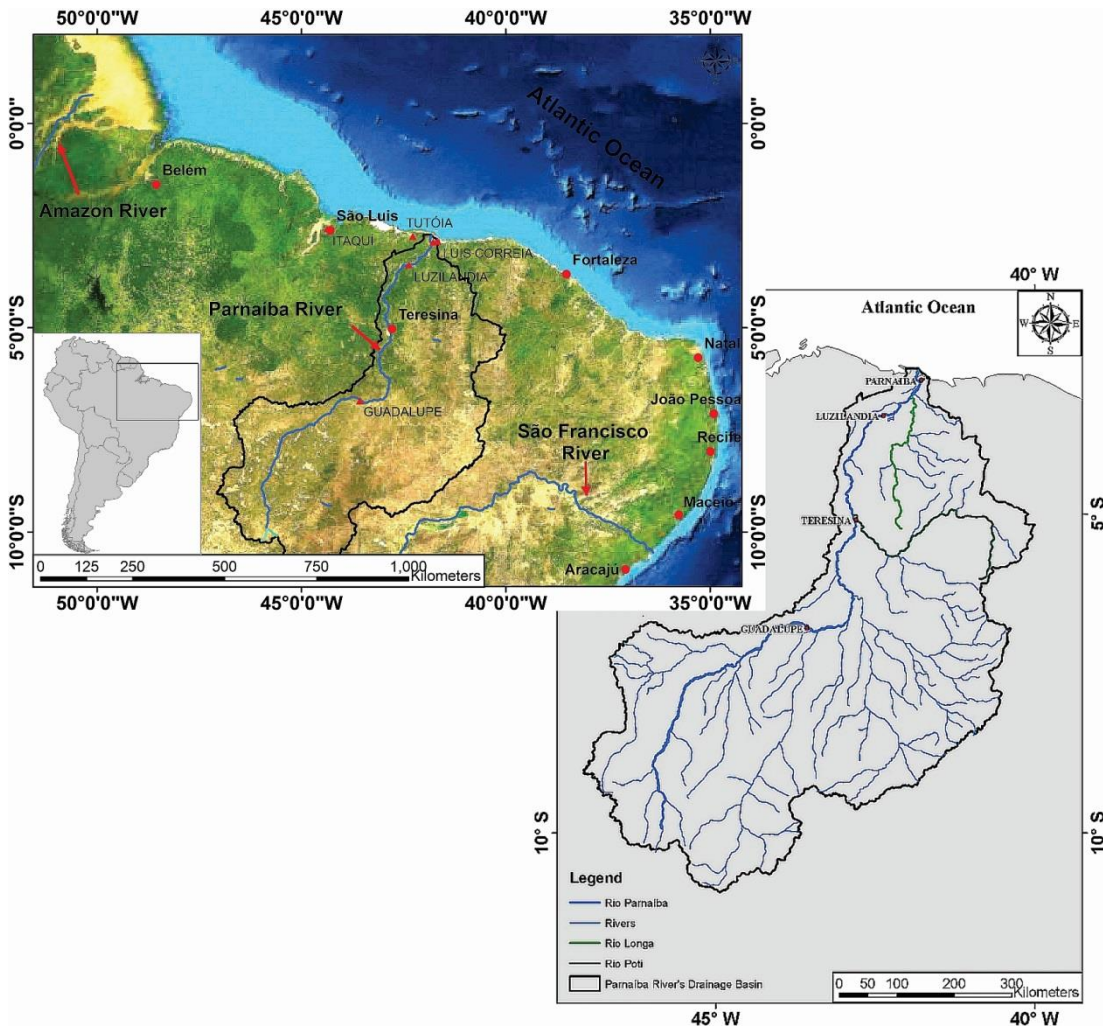 50°0'0"W 45°0'0"W 40°0'0"W 35°0'0"W
0°0'0"
Atlantic Ocean
Belém
Amazon River
São Luis
ITAQUI
TUTÓIA
LUIS CORREIA
LUZILANDIA
Fortaleza
Parnaíba River
Teresina
5°0'0"S
5°0'0"S
Natal
GUADALUPE
João Pessoa
São Francisco
River
Recife
Maceió
10°0'0"S
10°0'0"S
Aracajú
0 125 250 500 750 1,000
Kilometers
50°0'0"W 45°0'0"W 40°0'0"W 35°0'0"W
40° W
Atlantic Ocean
N
W E
S
PARNAIBA
LUZILANDIA
TERESINA
5° S
GUADALUPE
10° S
10° S
Legend
Rio Parnaiba
Rivers
Rio Longa
Rio Poti
Parnaiba River's Drainage Basin
0 50 100 200 300
Kilometers
45° W 40° W